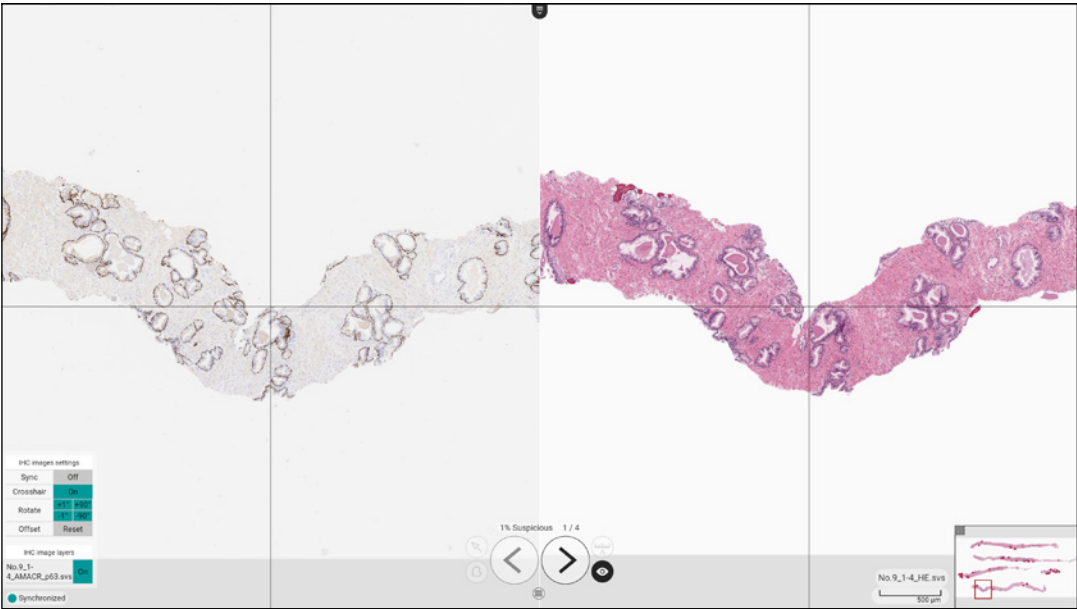 IHC images settings
Sync Off
Crosshair On
Rotate +1° +90°
-1° -90°
Offset Reset
IHC image layers
No.9_1-
4_AMACR_p63.svs On
Synchronized
1% Suspicious 1 / 4
No.9_1-4_HE.svs
500 μm